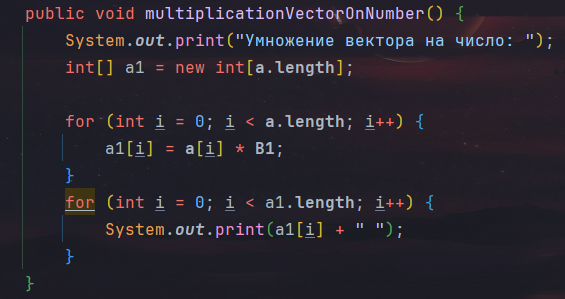 public void multiplicationVectorOnNumber() {
System.out.print("Умножение вектора на число: ");
int[] a1 = new int[a.length];
for (int i = 0; i < a.length; i++) {
a1[i] = a[i] * B1;
}
for (int i = 0; i < a1.length; i++) {
System.out.print(a1[i] + " ");
}
}